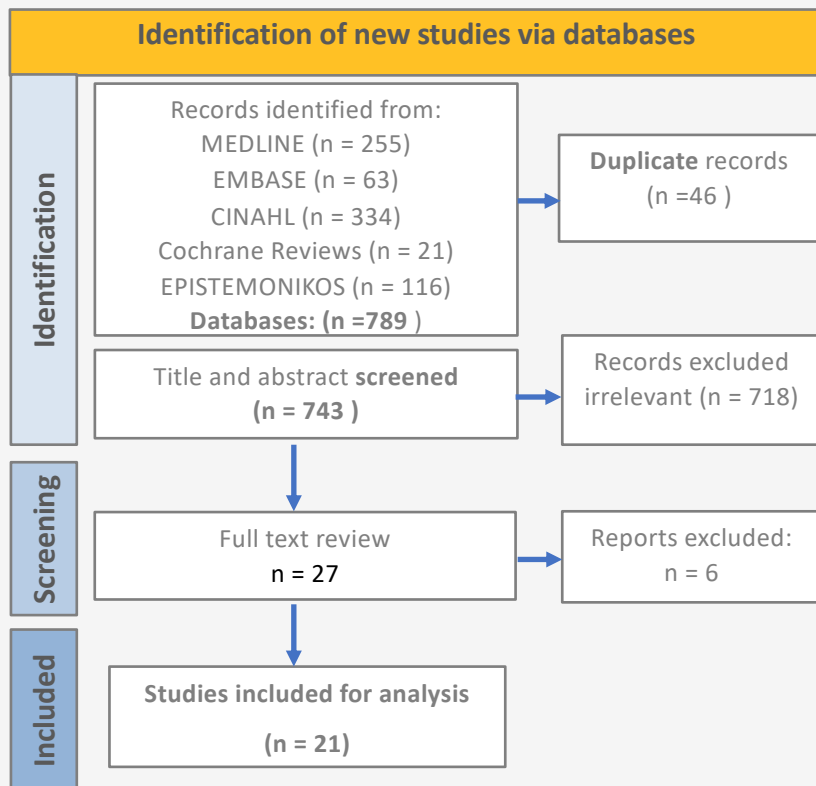 Identification of new studies via databases
Identification
Records identified from:
MEDLINE (n = 255)
EMBASE (n = 63)
CINAHL (n = 334)
Cochrane Reviews (n = 21)
EPISTEMONIKOS (n = 116)
Databases: (n =789 )
Duplicate records
(n =46 )
Title and abstract screened
(n = 743 )
Records excluded
irrelevant (n = 718)
Screening
Full text review
n = 27
Reports excluded:
n = 6
Included
Studies included for analysis
(n = 21)